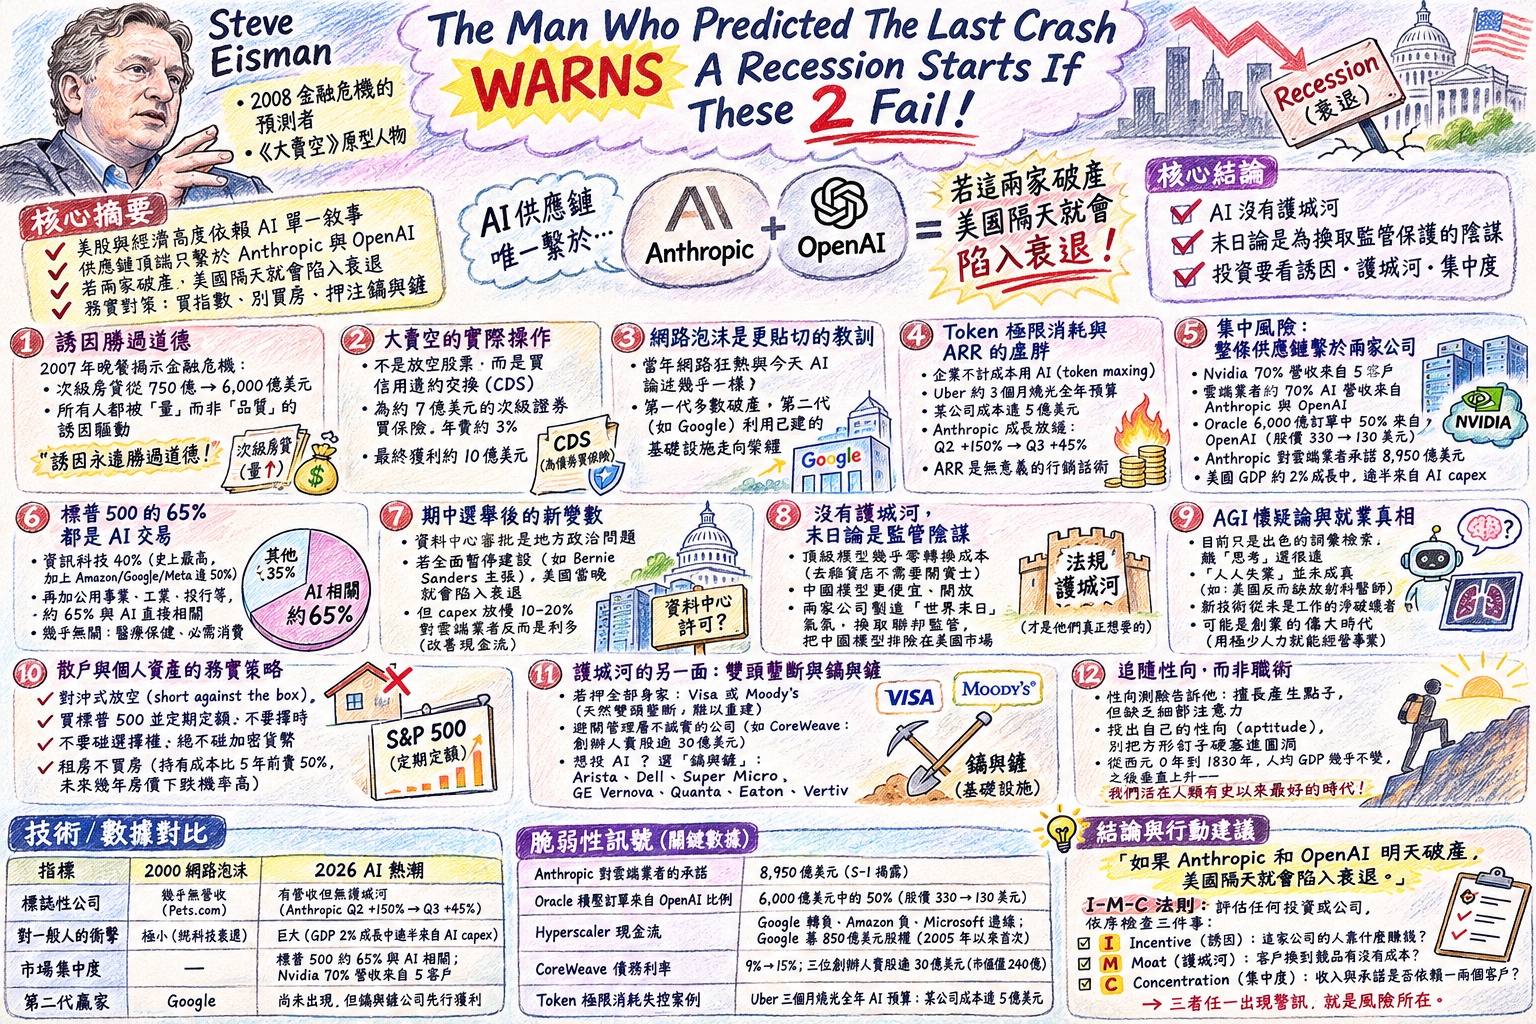 Steve
Eisman
• 2008 金融危機的
預測者
• 《大賣空》原型人物
The Man Who Predicted The Last Crash
WARNS A Recession Starts If
These 2 Fail!
Recession
(衰退)
核心摘要
美股與經濟高度依賴 AI 單一敘事
供應鏈頂端只繫於 Anthropic 與 OpenAI
若兩家破產，美國隔天就會陷入衰退
務實對策：買指數、別買房、押注鎬與鏟
AI供應鏈
唯一繫於...
AI
Anthropic
+
OpenAI
=
若這兩家破產
美國隔天就會
陷入衰退！
核心結論
AI 沒有護城河
末日論是為換取監管保護的陰謀
投資要看誘因・護城河・集中度
1 誘因勝過道德
2007 年晚餐揭示金融危機：
• 次級房貸從 750 億 → 6,000 億美元
• 所有人都被「量」而非「品質」的
誘因驅動
"誘因永遠勝過道德！"
次級房貸
(量↑)
$
2 大賣空的實際操作
• 不是放空股票，而是買
信用違約交換 (CDS)
• 為約 7 億美元的次級證券
買保險，年費約 3%
• 最終獲利約 10 億美元
CDS
(為債券買保險)
3 網路泡沫是更貼切的教訓
• 當年網路狂熱與今天 AI
論述幾乎一樣
• 第一代多數破產，第二代
(如 Google) 利用已建的
基礎設施走向榮耀
Google
4 Token 極限消耗與
ARR 的虛胖
• 企業不計成本用 AI (token maxing)
• Uber 約 3 個月燒光全年預算
• 某公司成本達 5 億美元
• Anthropic 成長放緩：
Q2 +150% → Q3 +45%
• ARR 是無意義的行銷話術
5 集中風險：
整條供應鏈繫於兩家公司
• Nvidia 70% 營收來自 5 客戶
• 雲端業者約 70% AI 營收來自
Anthropic 與 OpenAI
• Oracle 6,000 億訂單中 50% 來自
OpenAI (股價 330 → 130 美元)
• Anthropic 對雲端業者承諾 8,950 億美元
• 美國 GDP 約 2% 成長中，逾半來自 AI capex
NVIDIA
6 標普 500 的 65%
都是 AI 交易
• 資訊科技 40% (史上最高，
加上 Amazon/Google/Meta 達 50%)
• 再加公用事業、工業、投行等，
約 65% 與 AI 直接相關
• 幾乎無關：醫療保健、必需消費
其他
35%
AI 相關
約65%
7 期中選舉後的新變數
• 資料中心審批是地方政治問題
• 若全面暫停建設 (如 Bernie
Sanders 主張)，美國當晚
就會陷入衰退
• 但 capex 放慢 10-20%
對雲端業者反而是利多
(改善現金流)
資料中心
許可?
8 沒有護城河，
末日論是監管陰謀
• 頂級模型幾乎零轉換成本
• 中國模型更便宜、開放
• 兩家公司製造「世界末日」
氣氛，換取聯邦監管，
把中國模型排除在美國市場
法規
護城河
(才是他們真正想要的)
9 AGI 懷疑論與就業真相
• 目前只是出色的詞彙檢索，
離「思考」還很遠
• 「人人失業」並未成真
(如：美國反而缺放射科醫師)
• 新技術從未是工作的淨破壞者
• 可能是創業的偉大時代
(用極少人力就能經營事業)
?
10 散戶與個人資產的務實策略
對沖式放空 (short against the box)，
買標普 500 並定期定額、不要擇時
不要碰選擇權、絕不碰加密貨幣
租房不買房 (持有成本比 5 年前貴 50%，
未來幾年房價下跌機率高)
S&P 500
(定期定額)
11 護城河的另一面：雙頭壟斷與鎬與鏟
• 若押全部身家：Visa 或 Moody's
(天然雙頭壟斷，難以重建)
• 避開管理層不誠實的公司 (如 CoreWeave：
創辦人賣股逾 30 億美元)
• 想投 AI ？ 選「鎬與鏟」：
Arista、Dell、Super Micro，
GE Vernova、Quanta、Eaton、Vertiv
VISA
Moody's
鎬與鏟
(基礎設施)
12 追隨性向，而非職術
• 性向測驗告訴他：擅長產生點子，
但缺乏細節注意力
• 找出自己的性向 (aptitude)，
別把方形釘子硬塞進圓洞
• 從西元 0 年到 1830 年，人均 GDP 幾乎不變，
之後垂直上升——
我們活在人類有史以來最好的時代！
技術 / 數據對比
指標 2000 網路泡沫 2026 AI 熱潮
標誌性公司 幾乎無營收 (Pets.com) 有營收但無護城河 (Anthropic Q2 +150% → Q3 +45%)
對一般人的衝擊 極小 (純科技衰退) 巨大 (GDP 2% 成長中逾半來自 AI capex)
市場集中度 — 標普 500 約 65% 與 AI 相關； Nvidia 70% 營收來自 5 客戶
第二代贏家 Google 尚未出現，但鎬與鏟公司先行獲利
脆弱性訊號 (關鍵數據)
Anthropic 對雲端業者的承諾 8,950 億美元 (S-1 揭露)
Oracle 積壓訂單來自 OpenAI 比例 6,000 億美元中的 50% (股價 330 → 130 美元)
Hyperscaler 現金流 Google 轉負、Amazon 負、Microsoft 邊緣； Google 募 850 億美元股權 (2005 年以來首次)
CoreWeave 債務利率 9% → 15%；三位創辦人賣股逾 30 億美元 (市值僅 240 億)
Token 極限消耗失控案例 Uber 三個月燒光全年 AI 預算；某公司成本達 5 億美元
結論與行動建議
「如果 Anthropic 和 OpenAI 明天破產，
美國隔天就會陷入衰退。」
I-M-C 法則：評估任何投資或公司，
依序檢查三件事：
I Incentive (誘因)：這家公司的人靠什麼賺錢？
M Moat (護城河)：客戶換到競品有沒有成本？
C Concentration (集中度)：收入與承諾是否依賴一兩個客戶？
→ 三者任一出現警訊，就是風險所在。